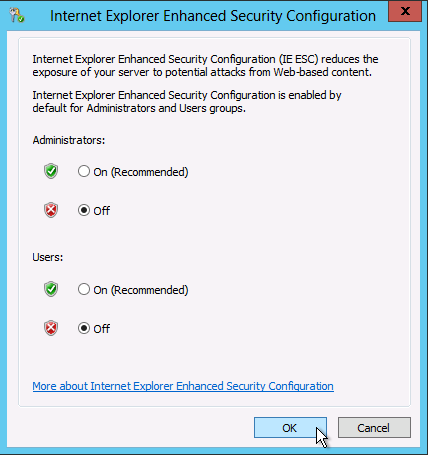 Internet Explorer Enhanced Security Configuration
Internet Explorer Enhanced Security Configuration (IE ESC) reduces the
exposure of your server to potential attacks from Web-based content.
Internet Explorer Enhanced Security Configuration is enabled by
default for Administrators and Users groups.
Administrators:
On (Recommended)
Off
Users:
On (Recommended)
Off
More about Internet Explorer Enhanced Security Configuration
OK Cancel